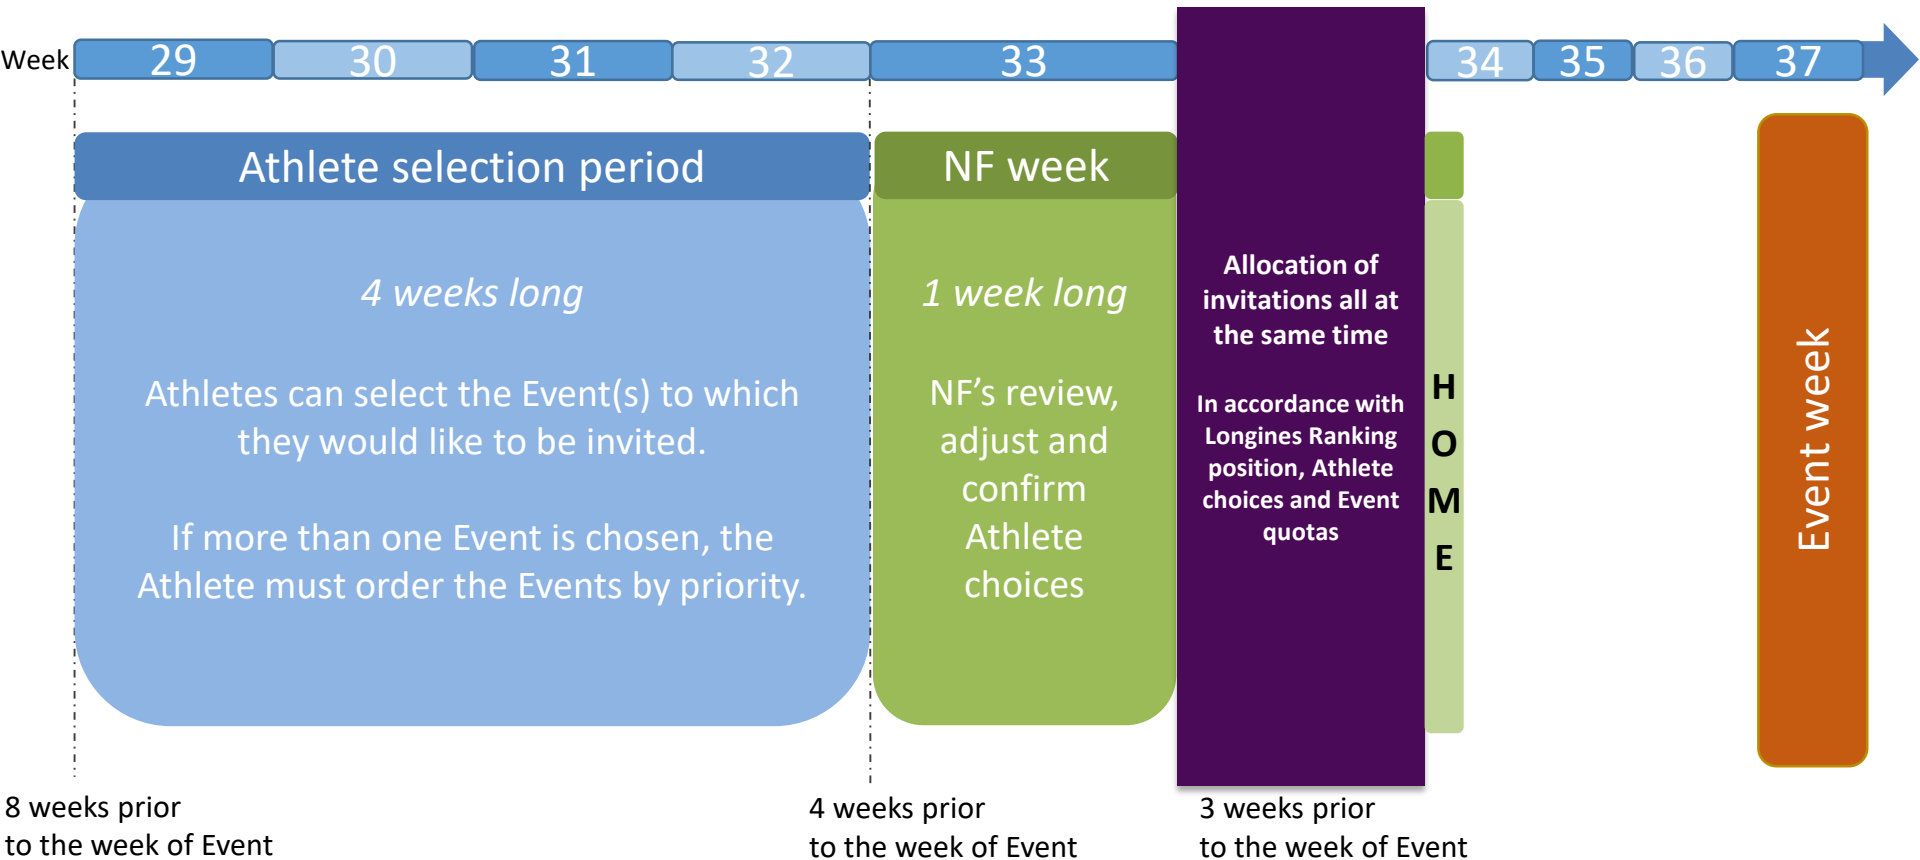 Week
29
30
31
32
33
34
35
36
37
Athlete selection period
4 weeks long
Athletes can select the Event(s) to which
they would like to be invited.
If more than one Event is chosen, the
Athlete must order the Events by priority.
NF week
1 week long
NF’s review,
adjust and
confirm
Athlete
choices
Allocation of
invitations all at
the same time
In accordance with
Longines Ranking
position, Athlete
choices and Event
quotas
H
O
M
E
Event week
8 weeks prior
to the week of Event
4 weeks prior
to the week of Event
3 weeks prior
to the week of Event